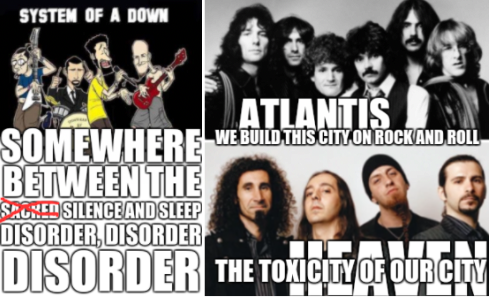 SYSTEM OF A DOWN
SOMEWHERE
BETWEEN THE
SACRED SILENCE AND SLEEP
DISORDER, DISORDER
DISORDER
ATLANTIS
WE BUILD THIS CITY ON ROCK AND ROLL
HEAVEN
THE TOXICITY OF OUR CITY